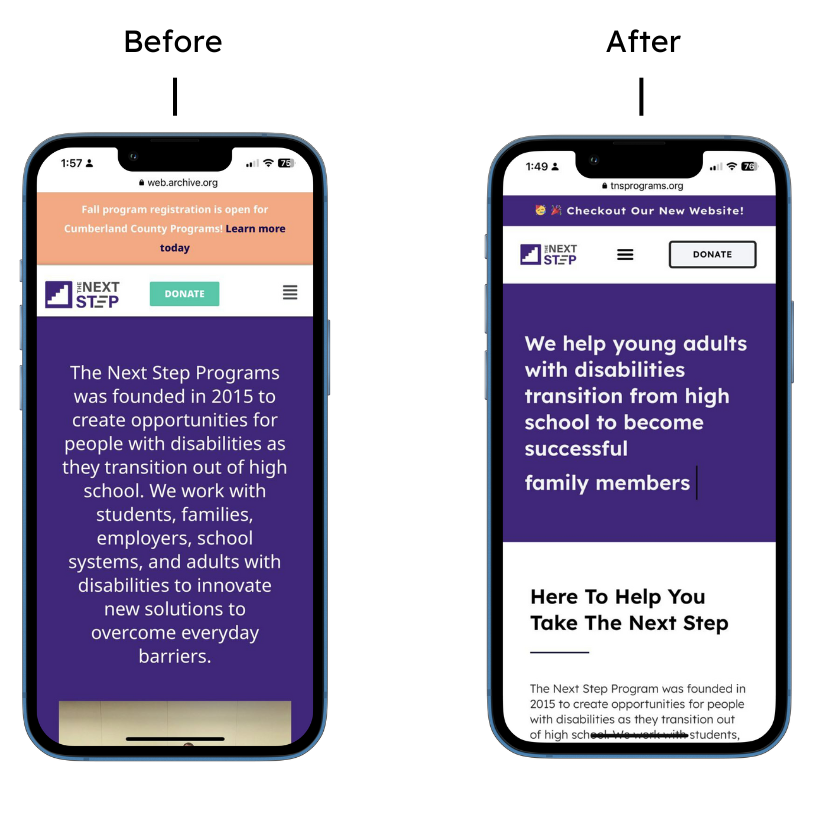 Before
After
1:57
76
web.archive.org
Fall program registration is open for
Cumberland County Programs! Learn more
today
THE NEXT
STEP
DONATE
The Next Step Programs
was founded in 2015 to
create opportunities for
people with disabilities as
they transition out of high
school. We work with
students, families,
employers, school
systems, and adults with
disabilities to innovate
new solutions to
overcome everyday
barriers.
1:49
76
tnsprograms.org
🥳 🎉 Checkout Our New Website!
THE NEXT
STEP
DONATE
We help young adults
with disabilities
transition from high
school to become
successful
family members
Here To Help You
Take The Next Step
The Next Step Program was founded in
2015 to create opportunities for people
with disabilities as they transition out
of high school. We work with students,